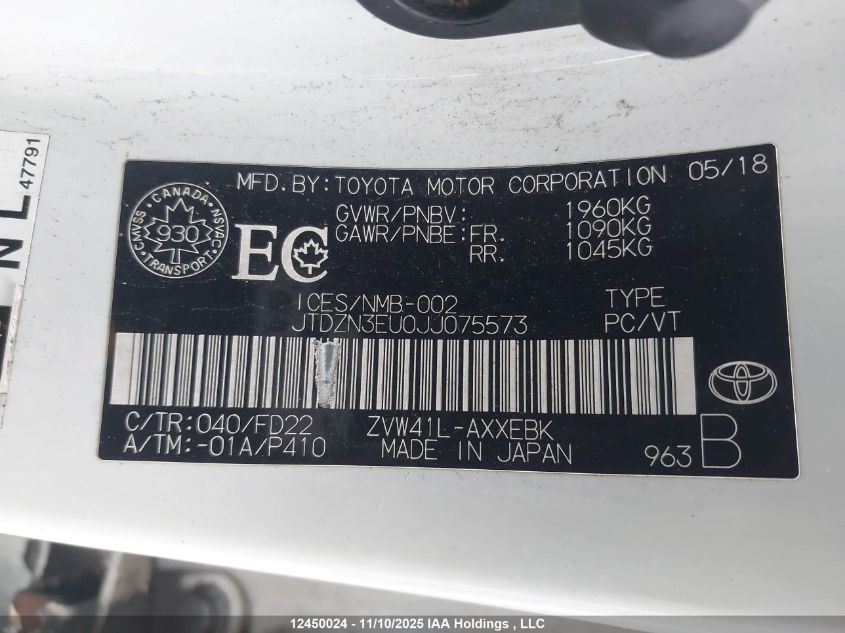 47791
N L
MFD.BY:TOYOTA MOTOR CORPORATION 05/18
CANADA
CMVSS 930 NSVAC
TRANSPORT
EC
GVWR/PNBV: 1960KG
GAWR/PNBE: FR. 1090KG
RR. 1045KG
ICES/NMB-002
TYPE
JTDZN3EU0JJ075573
PC/VT
C/TR:040/FD22
ZVW41L-AXXEBK
A/TM:-01A/P410
MADE IN JAPAN
963 B
12450024 - 11/10/2025 IAA Holdings , LLC